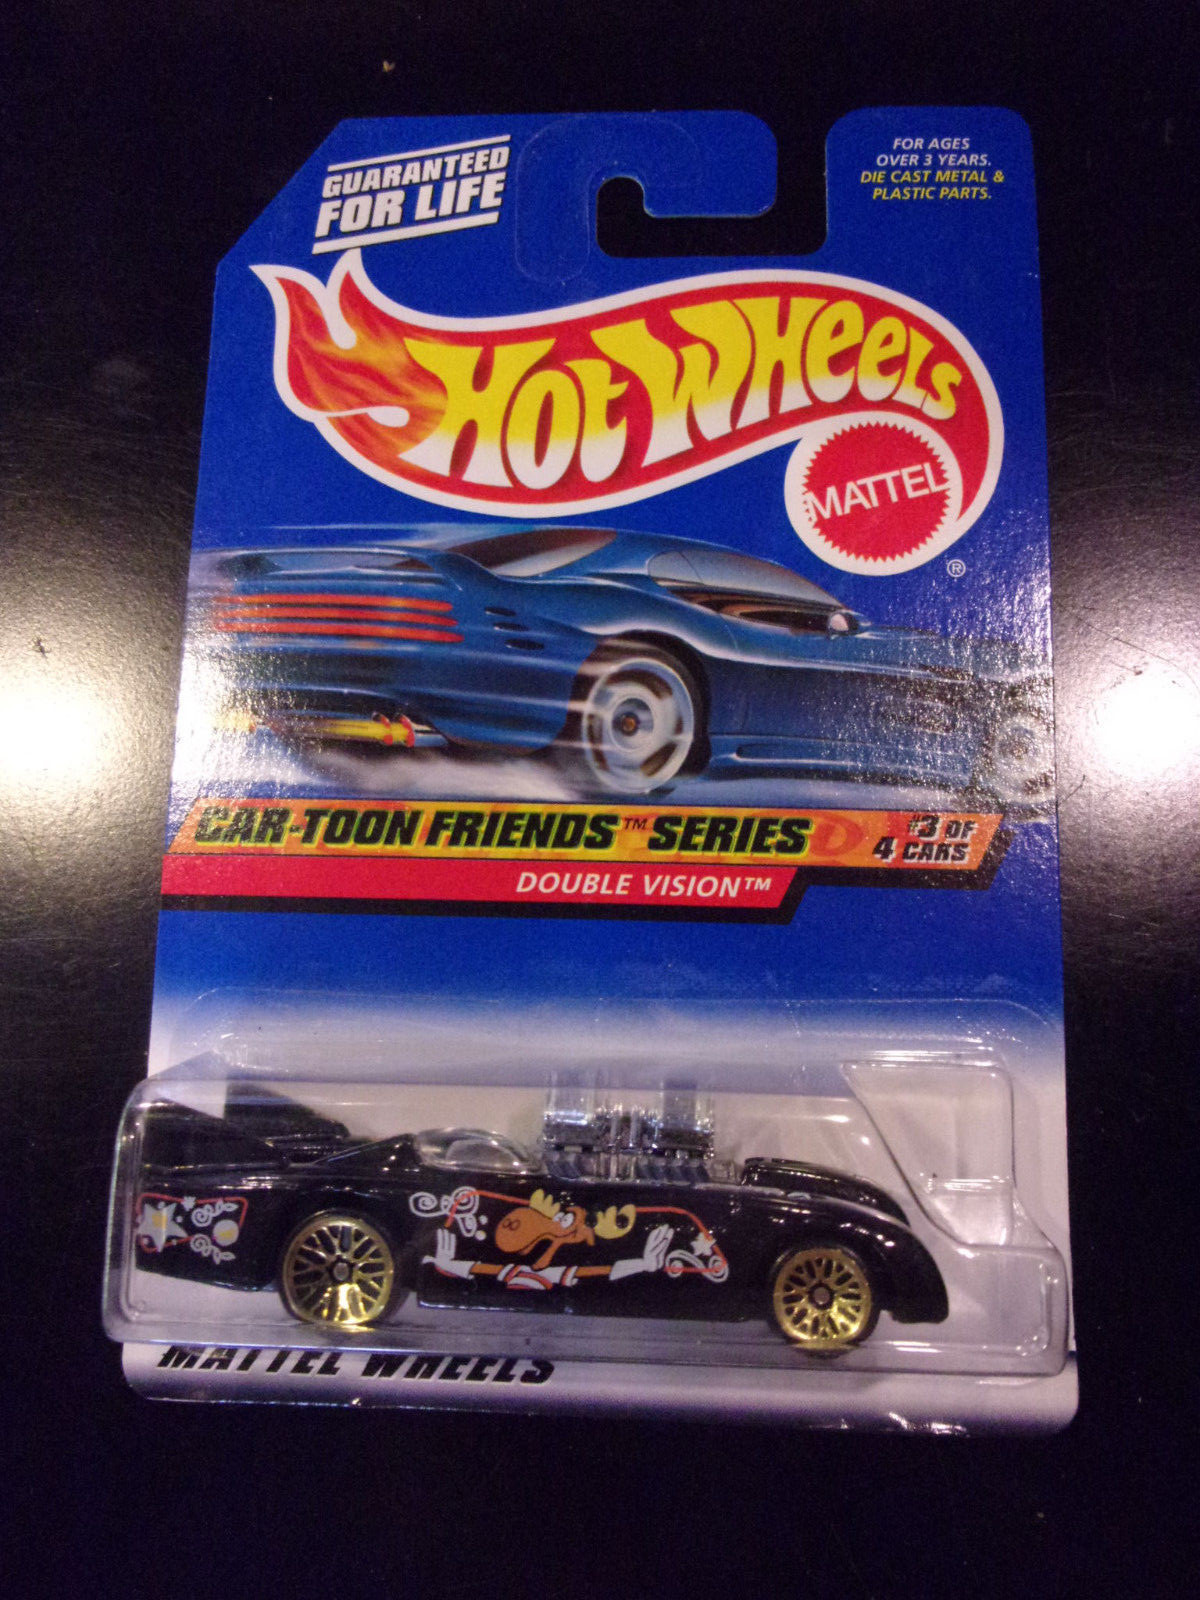 GUARANTEED
FOR LIFE
FOR AGES
OVER 3 YEARS.
DIE CAST METAL &
PLASTIC PARTS.
HOT WHEELS
MATTEL
®
CAR-TOON FRIENDS™ SERIES
#3 OF
4 CARS
DOUBLE VISION™
MATTEL WHEELS